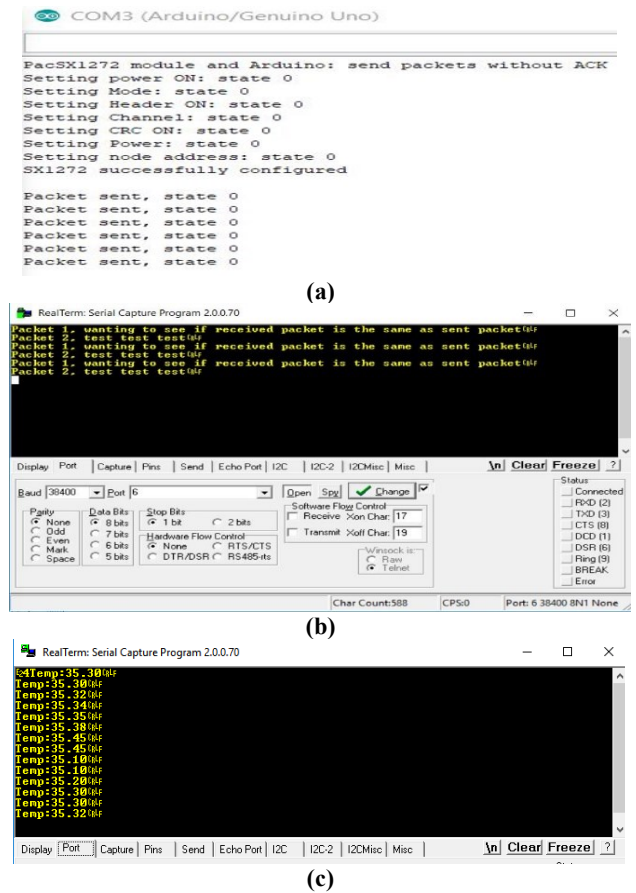 COM3 (Arduino/Genuino Uno)
PacSX1272 module and Arduino: send packets without ACK
Setting power ON: state 0
Setting Mode: state 0
Setting Header ON: state 0
Setting Channel: state 0
Setting CRC ON: state 0
Setting Power: state 0
Setting node address: state 0
SX1272 successfully configured
Packet sent, state 0
Packet sent, state 0
Packet sent, state 0
Packet sent, state 0
Packet sent, state 0
Packet sent, state 0
(a)
RealTerm: Serial Capture Program 2.0.0.70
Packet 1, wanting to see if received packet is the same as sent packet
Packet 2, test test test
Packet 1, wanting to see if received packet is the same as sent packet
Packet 2, test test test
Packet 1, wanting to see if received packet is the same as sent packet
Packet 2, test test test
Display Port Capture Pins Send Echo Port I2C I2C-2 I2CMisc Misc \n Clear Freeze ?
Baud 38400 Port 6 Open Spy Change
Parity Data Bits Stop Bits Software Flow Control Status
None 8 bits 1 bit 2 bits Receive Xon Char: 17 Connected
Odd 7 bits Hardware Flow Control Transmit Xoff Char: 19 RXD (2)
Even 6 bits None RTS/CTS TXD (3)
Mark 5 bits DTR/DSR RS485-rts Winsock is: CTS (8)
Space Raw DCD (1)
Telnet DSR (6)
Ring (9)
BREAK
Error
Char Count:588 CPS:0 Port: 6 38400 8N1 None
(b)
RealTerm: Serial Capture Program 2.0.0.70
Temp:35.30
Temp:35.30
Temp:35.32
Temp:35.34
Temp:35.35
Temp:35.38
Temp:35.45
Temp:35.45
Temp:35.10
Temp:35.10
Temp:35.20
Temp:35.30
Temp:35.30
Temp:35.32
Display Port Capture Pins Send Echo Port I2C I2C-2 I2CMisc Misc \n Clear Freeze ?
(c)